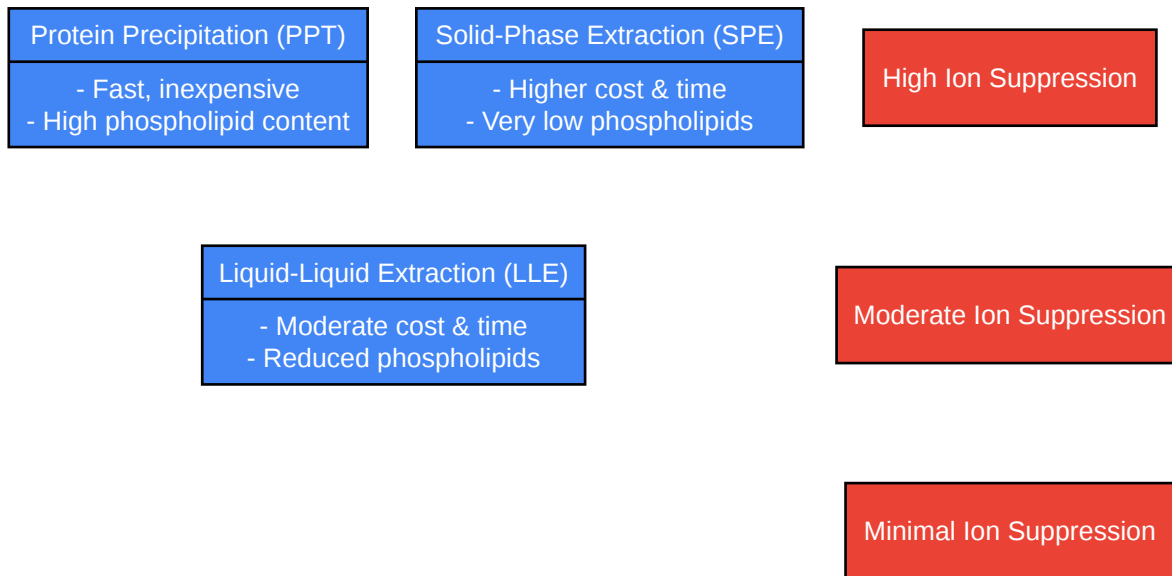 Protein Precipitation (PPT)
- Fast, inexpensive
- High phospholipid content
Solid-Phase Extraction (SPE)
- Higher cost & time
- Very low phospholipids
High Ion Suppression
Liquid-Liquid Extraction (LLE)
- Moderate cost & time
- Reduced phospholipids
Moderate Ion Suppression
Minimal Ion Suppression